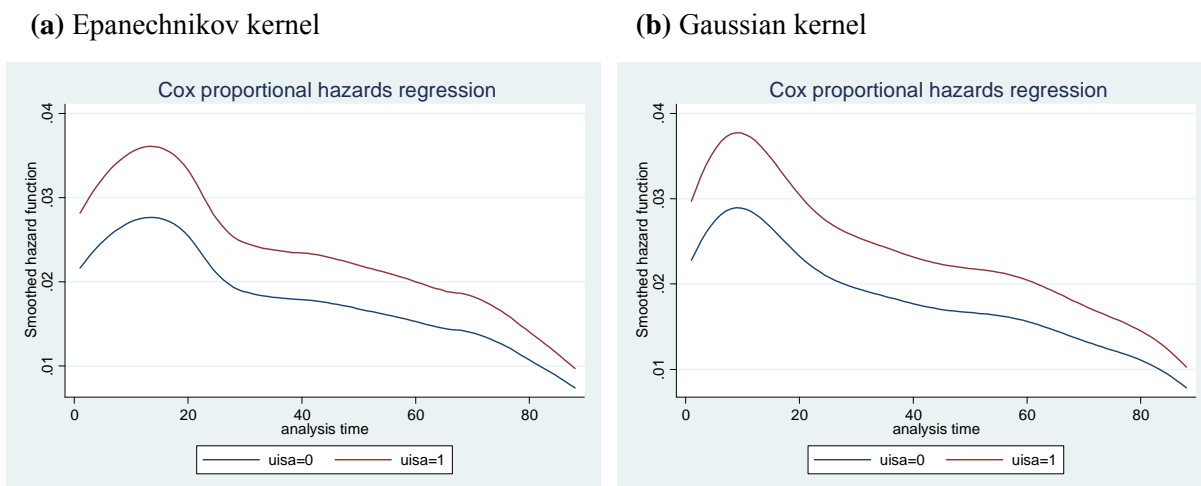 (a) Epanechnikov kernel
Cox proportional hazards regression
Smoothed hazard function
.04
.03
.02
.01
0 20 40 60 80
analysis time
uisa=0 uisa=1
(b) Gaussian kernel
Cox proportional hazards regression
Smoothed hazard function
.04
.03
.02
.01
0 20 40 60 80
analysis time
uisa=0 uisa=1